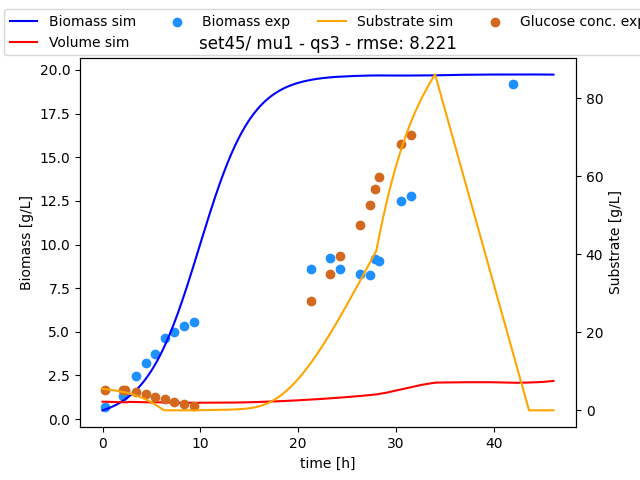 Biomass sim
Biomass exp
Substrate sim
Glucose conc. exp
Volume sim
set45/ mu1 - qs3 - rmse: 8.221
20.0
17.5
15.0
12.5
10.0
7.5
5.0
2.5
0.0
Biomass [g/L]
80
60
40
20
0
Substrate [g/L]
0
10
20
30
40
time [h]